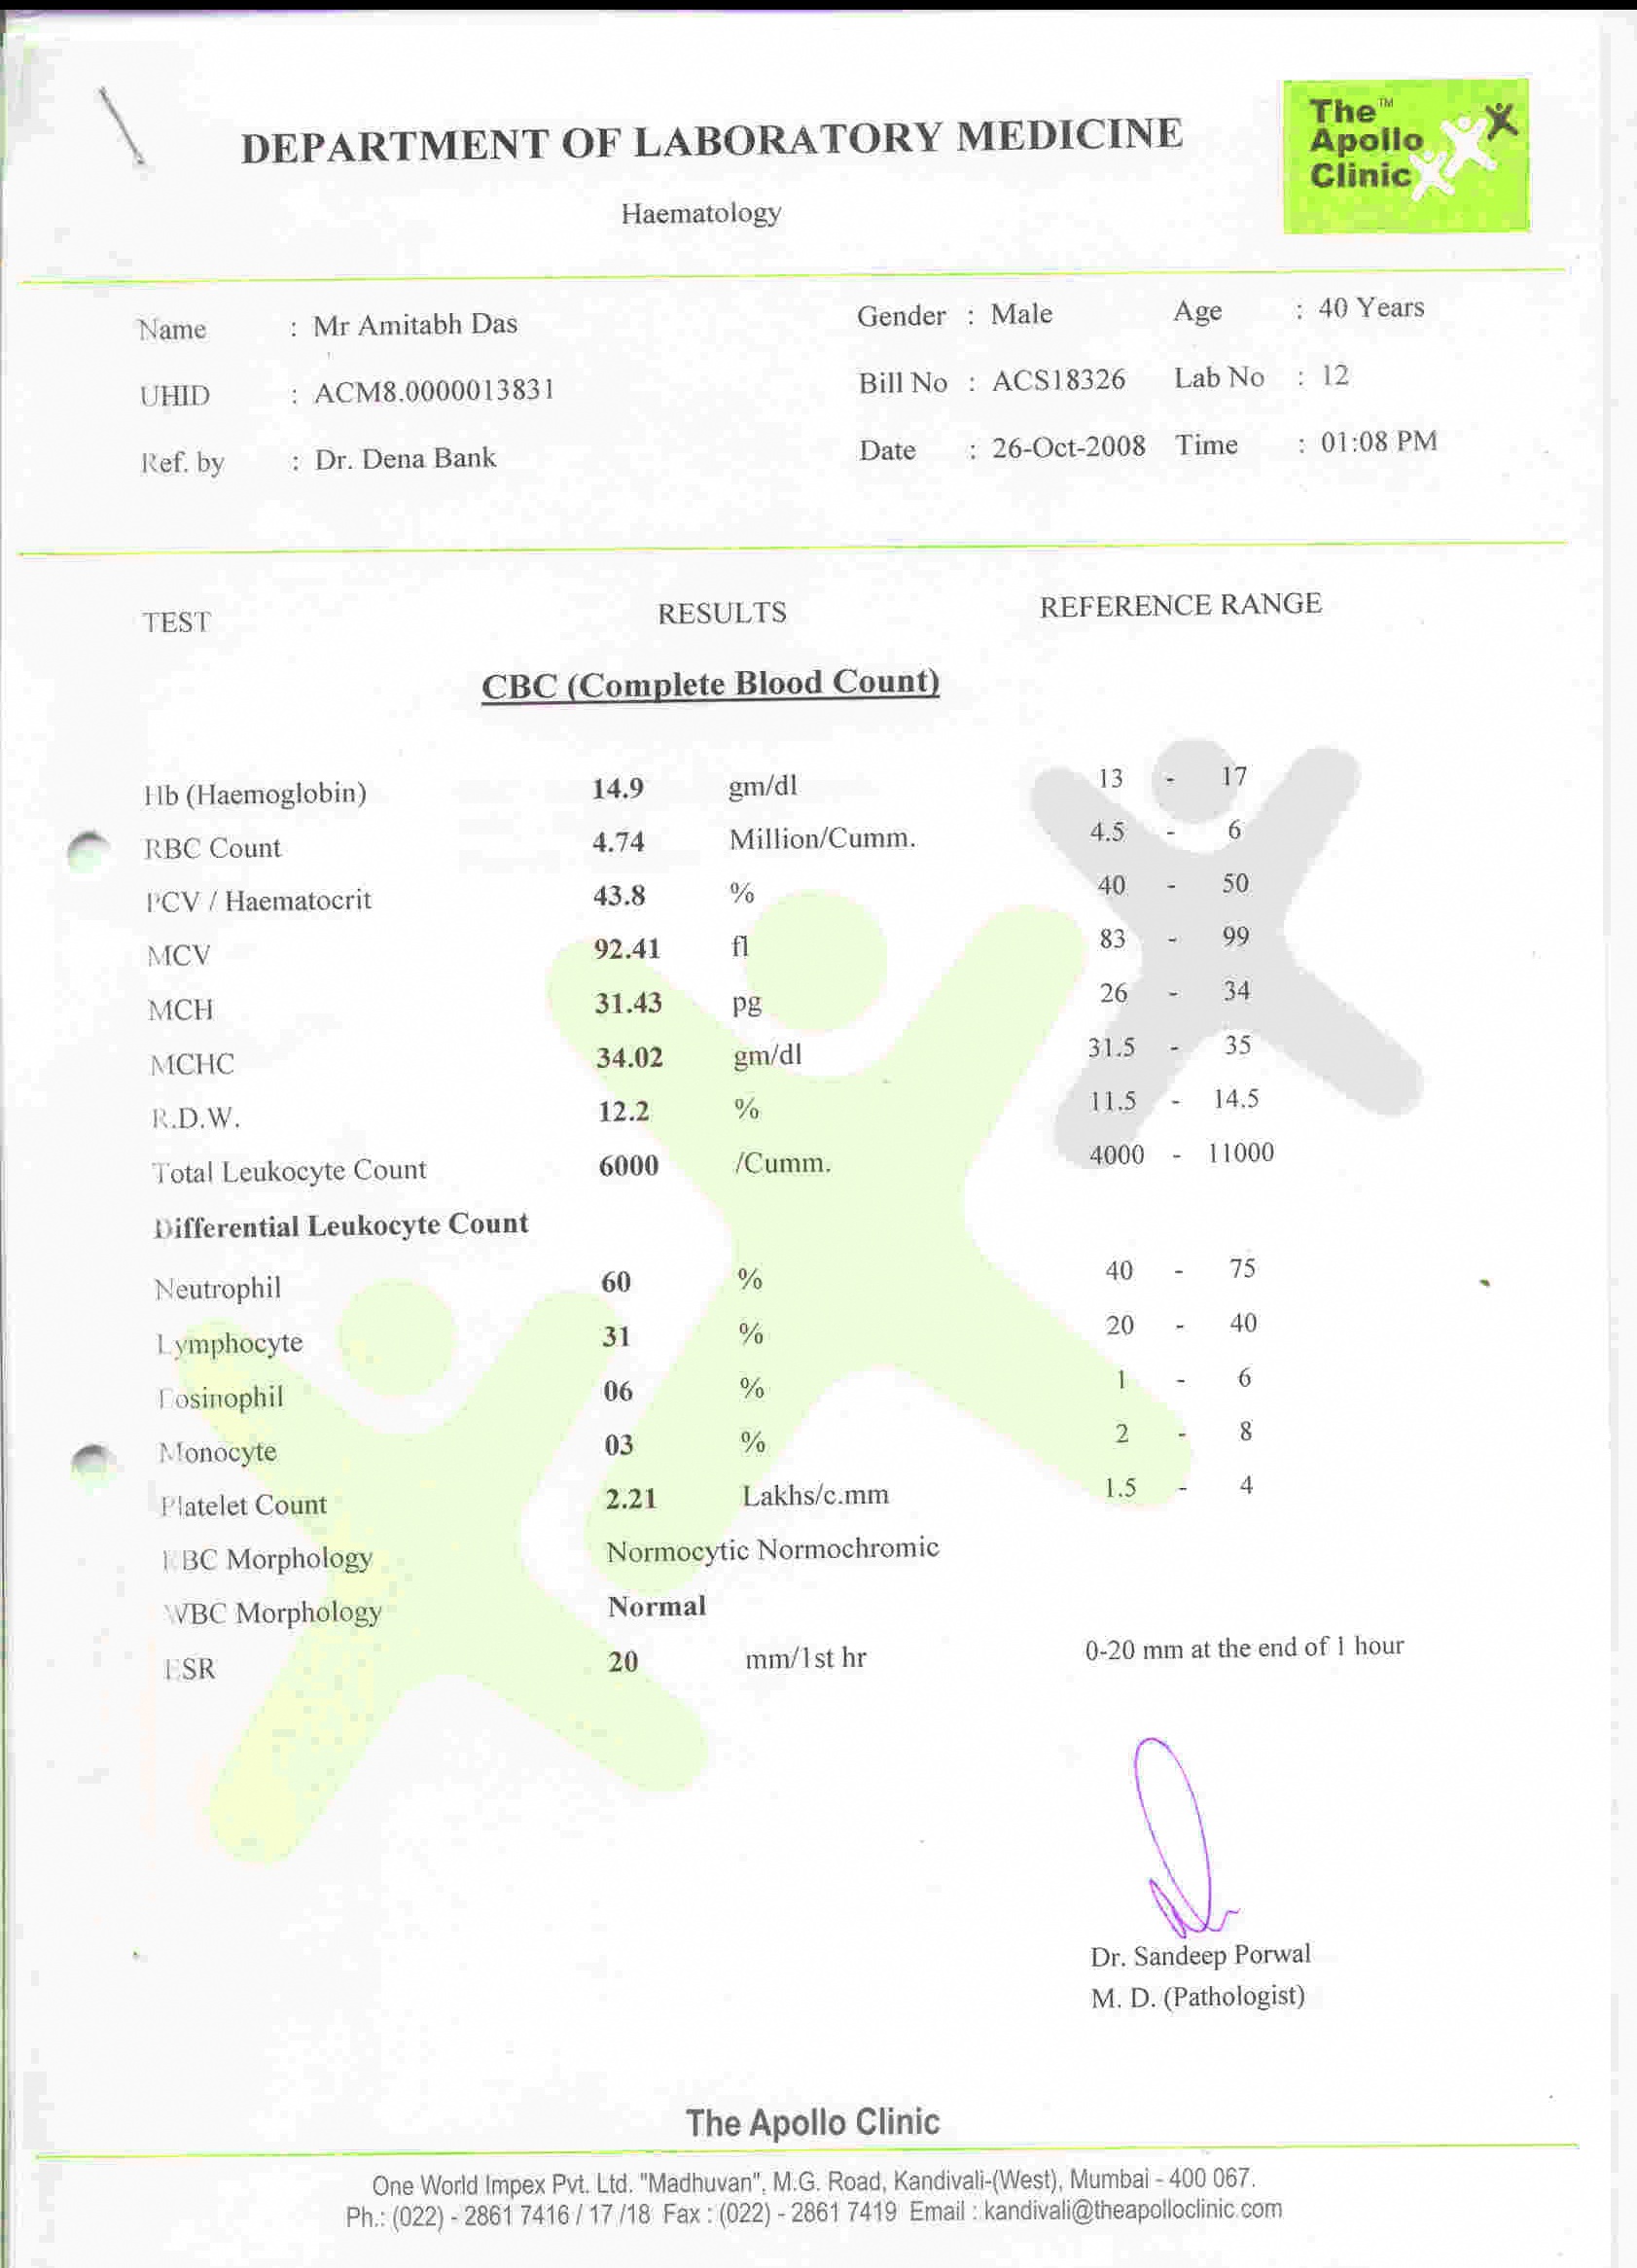 DEPARTMENT OF LABORATORY MEDICINE
The™ Apollo Clinic
Haematology
Name : Mr Amitabh Das Gender : Male Age : 40 Years
UHID : ACM8.0000013831 Bill No : ACS18326 Lab No : 12
Ref. by : Dr. Dena Bank Date : 26-Oct-2008 Time : 01:08 PM
TEST RESULTS REFERENCE RANGE
CBC (Complete Blood Count)
Hb (Haemoglobin) 14.9 gm/dl 13 - 17
RBC Count 4.74 Million/Cumm. 4.5 - 6
PCV / Haematocrit 43.8 % 40 - 50
MCV 92.41 fl 83 - 99
MCH 31.43 pg 26 - 34
MCHC 34.02 gm/dl 31.5 - 35
R.D.W. 12.2 % 11.5 - 14.5
Total Leukocyte Count 6000 /Cumm. 4000 - 11000
Differential Leukocyte Count
Neutrophil 60 % 40 - 75
Lymphocyte 31 % 20 - 40
Eosinophil 06 % 1 - 6
Monocyte 03 % 2 - 8
Platelet Count 2.21 Lakhs/c.mm 1.5 - 4
RBC Morphology Normocytic Normochromic
WBC Morphology Normal
ESR 20 mm/1st hr 0-20 mm at the end of 1 hour
Dr. Sandeep Porwal
M. D. (Pathologist)
The Apollo Clinic
One World Impex Pvt. Ltd. "Madhuvan", M.G. Road, Kandivali-(West), Mumbai - 400 067.
Ph.: (022) - 2861 7416 / 17 /18 Fax : (022) - 2861 7419 Email : kandivali@theapolloclinic.com